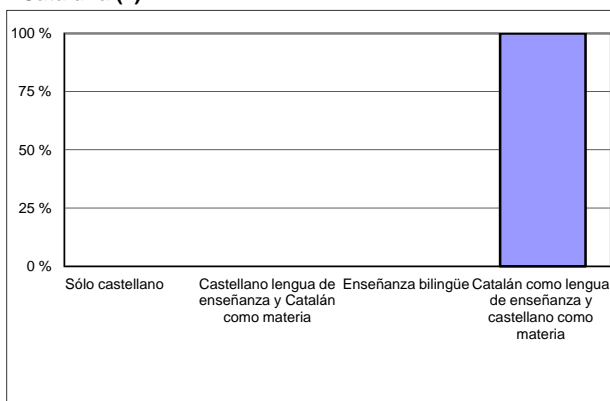 100 %
75 %
50 %
25 %
0 %
Sólo castellano
Castellano lengua de
enseñanza y Catalán
como materia
Enseñanza bilingüe
Catalán como lengua
de enseñanza y
castellano como
materia